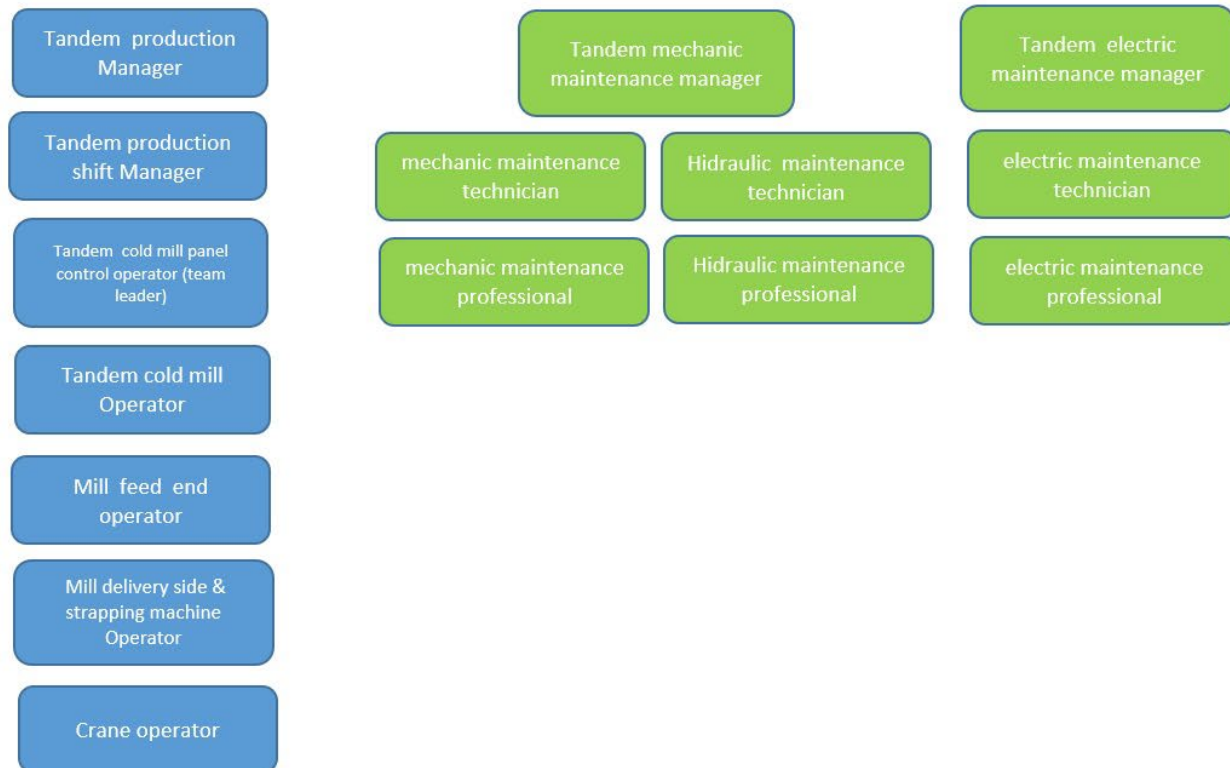 Tandem production
Manager
Tandem production
shift Manager
Tandem cold mill panel
control operator (team
leader)
Tandem cold mill
Operator
Mill feed end
operator
Mill delivery side &
strapping machine
Operator
Crane operator
Tandem mechanic
maintenance manager
mechanic maintenance
technician
Hidraulic maintenance
technician
mechanic maintenance
professional
Hidraulic maintenance
professional
Tandem electric
maintenance manager
electric maintenance
technician
electric maintenance
professional